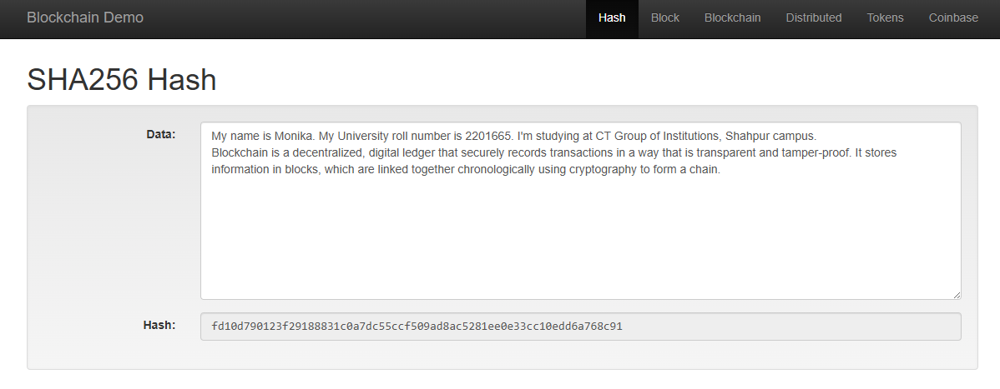 Blockchain Demo Hash Block Blockchain Distributed Tokens Coinbase
SHA256 Hash
Data:
My name is Monika. My University roll number is 2201665. I'm studying at CT Group of Institutions, Shahpur campus.
Blockchain is a decentralized, digital ledger that securely records transactions in a way that is transparent and tamper-proof. It stores
information in blocks, which are linked together chronologically using cryptography to form a chain.
Hash:
fd10d790123f29188831c0a7dc55ccf509ad8ac5281ee0e33cc10edd6a768c91